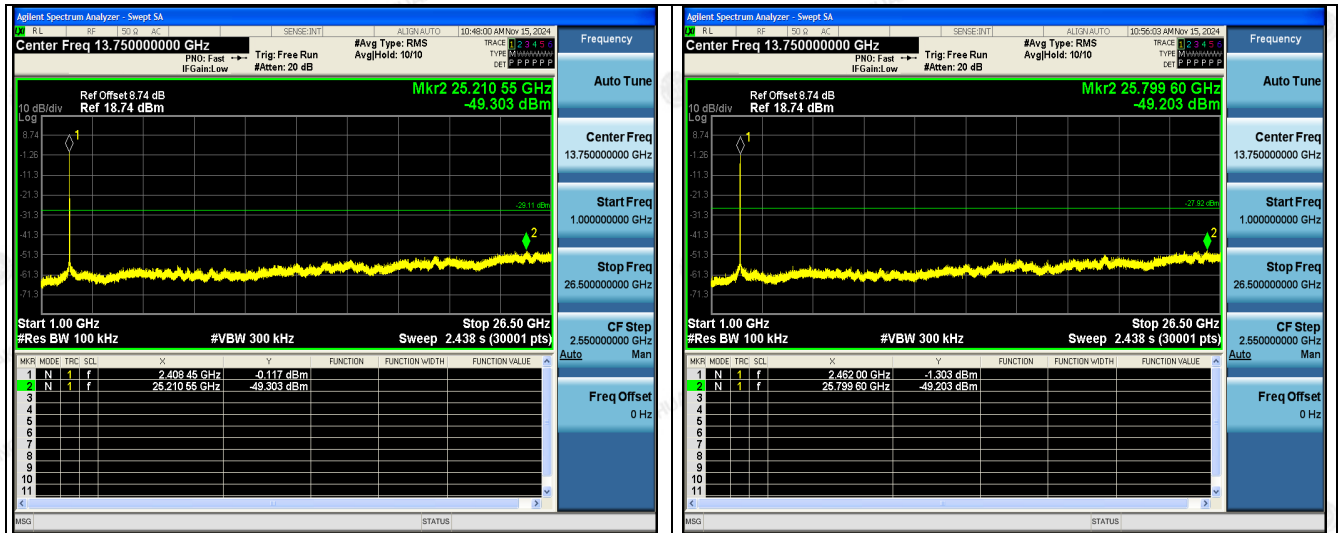 Agilent Spectrum Analyzer - Swept SA
RL RF 50 Ω AC SENSE:INT ALIGNAUTO 10:48:00 AM Nov 15, 2024
Center Freq 13.750000000 GHz
PNO: Fast
IFGain:Low
Trig: Free Run
#Atten: 20 dB
#Avg Type: RMS
Avg|Hold: 10/10
TRACE 1 2 3 4 5 6
TYPE M W W W W W
DET P P P P P P
Ref Offset 8.74 dB
10 dB/div Ref 18.74 dBm
Log
Mkr2 25.210 55 GHz
-49.303 dBm
8.74
-1.26
-11.3
-21.3
-31.3
-41.3
-51.3
-61.3
-71.3
1
-29.11 dBm
2
Start 1.00 GHz Stop 26.50 GHz
#Res BW 100 kHz #VBW 300 kHz Sweep 2.438 s (30001 pts)
MKR MODE TRC SCL X Y FUNCTION FUNCTION WIDTH FUNCTION VALUE
1 N 1 f 2.408 45 GHz -0.117 dBm
2 N 1 f 25.210 55 GHz -49.303 dBm
3
4
5
6
7
8
9
10
11
MSG STATUS
Frequency
Auto Tune
Center Freq
13.750000000 GHz
Start Freq
1.000000000 GHz
Stop Freq
26.500000000 GHz
CF Step
2.550000000 GHz
Auto Man
Freq Offset
0 Hz
Agilent Spectrum Analyzer - Swept SA
RL RF 50 Ω AC SENSE:INT ALIGNAUTO 10:56:03 AM Nov 15, 2024
Center Freq 13.750000000 GHz
PNO: Fast
IFGain:Low
Trig: Free Run
#Atten: 20 dB
#Avg Type: RMS
Avg|Hold: 10/10
TRACE 1 2 3 4 5 6
TYPE M W W W W W
DET P P P P P P
Ref Offset 8.74 dB
10 dB/div Ref 18.74 dBm
Log
Mkr2 25.799 60 GHz
-49.203 dBm
8.74
-1.26
-11.3
-21.3
-31.3
-41.3
-51.3
-61.3
-71.3
1
-27.92 dBm
2
Start 1.00 GHz Stop 26.50 GHz
#Res BW 100 kHz #VBW 300 kHz Sweep 2.438 s (30001 pts)
MKR MODE TRC SCL X Y FUNCTION FUNCTION WIDTH FUNCTION VALUE
1 N 1 f 2.462 00 GHz -1.303 dBm
2 N 1 f 25.799 60 GHz -49.203 dBm
3
4
5
6
7
8
9
10
11
MSG STATUS
Frequency
Auto Tune
Center Freq
13.750000000 GHz
Start Freq
1.000000000 GHz
Stop Freq
26.500000000 GHz
CF Step
2.550000000 GHz
Auto Man
Freq Offset
0 Hz